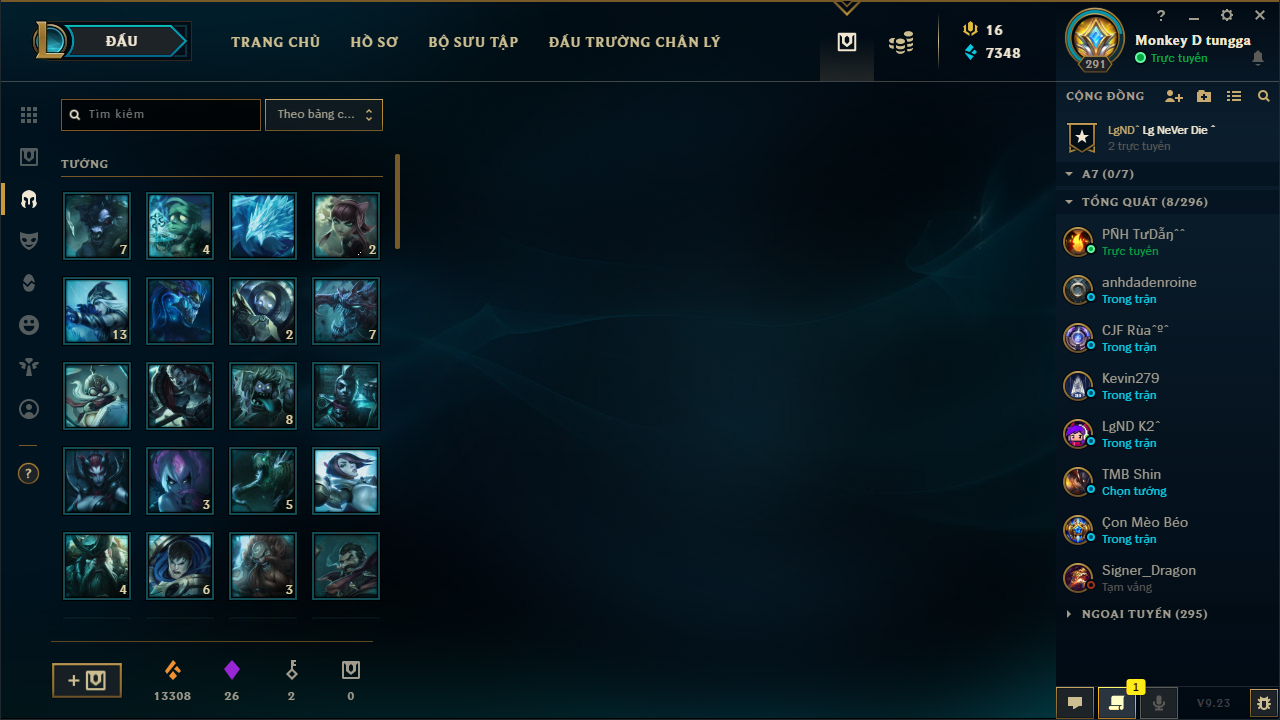 ĐẤU
TRANG CHỦ
HỒ SƠ
BỘ SƯU TẬP
ĐẤU TRƯỜNG CHÂN LÝ
16
7348
?
291
Monkey D tungga
Trực tuyến
Tìm kiếm
Theo bảng c...
TƯỚNG
7
4
2
13
2
7
8
3
5
4
6
3
?
+
13308
26
2
0
CỘNG ĐỒNG
LgNDˆ Lg NeVer Die ˆ
2 trực tuyến
A7 (0/7)
TỔNG QUÁT (8/296)
PÑH TưDẫŋˆˆ
Trực tuyến
anhdadenroine
Trong trận
CJF Rùaˆºˆ
Trong trận
Kevin279
Trong trận
LgND K2ˆ
Trong trận
TMB Shin
Chọn tướng
Çon Mèo Béo
Trong trận
Signer_Dragon
Tạm vắng
NGOẠI TUYẾN (295)
1
V9.23